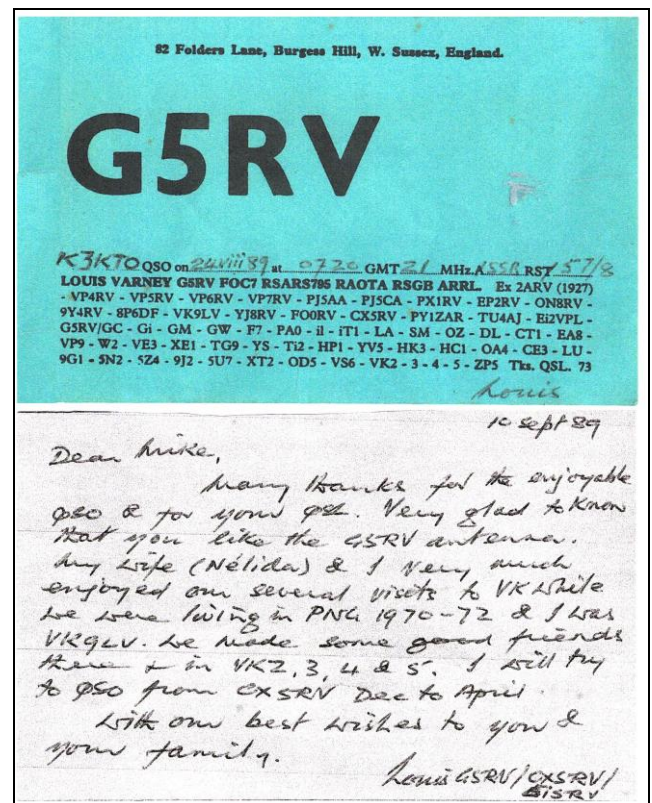 82 Folders Lane, Burgess Hill, W. Sussex, England.
G5RV
K3KTO QSO on 24 viii 89 at 0720 GMT 21 MHz. SSB RST 57/8
LOUIS VARNEY G5RV FOC7 RSARS795 RAOTA RSGB ARRL. Ex 2ARV (1927)
- VP4RV - VP5RV - VP6RV - VP7RV - PJ5AA - PJ5CA - PX1RV - EP2RV - ON8RV -
9Y4RV - 8P6DF - VK9LV - YJ8RV - FO0RV - CX5RV - PY1ZAR - TU4AJ - Ei2VPL -
G5RV/GC - Gi - GM - GW - F7 - PA0 - il - iT1 - LA - SM - OZ - DL - CT1 - EA8 -
VP9 - W2 - VE3 - XE1 - TG9 - YS - Ti2 - HP1 - YV5 - HK3 - HC1 - OA4 - CE3 - LU -
9G1 - 5N2 - 5Z4 - 9J2 - 5U7 - XT2 - OD5 - VS6 - VK2 - 3 - 4 - 5 - ZP5 Tks. QSL. 73
Louis
10 Sept 89
Dear Mike,
Many thanks for the enjoyable
QSO & for your QSL. Very glad to know
that you like the G5RV antenna.
My wife (Nélida) & I very much
enjoyed our several visits to VK while
we were living in PNG 1970-72 & I was
VK9LV. We made some good friends
there & in VK2, 3, 4 & 5. I will try
to QSO from CX5RV Dec to April.
With our best wishes to you &
your family.
Louis G5RV/CX5RV/
Ei5RV